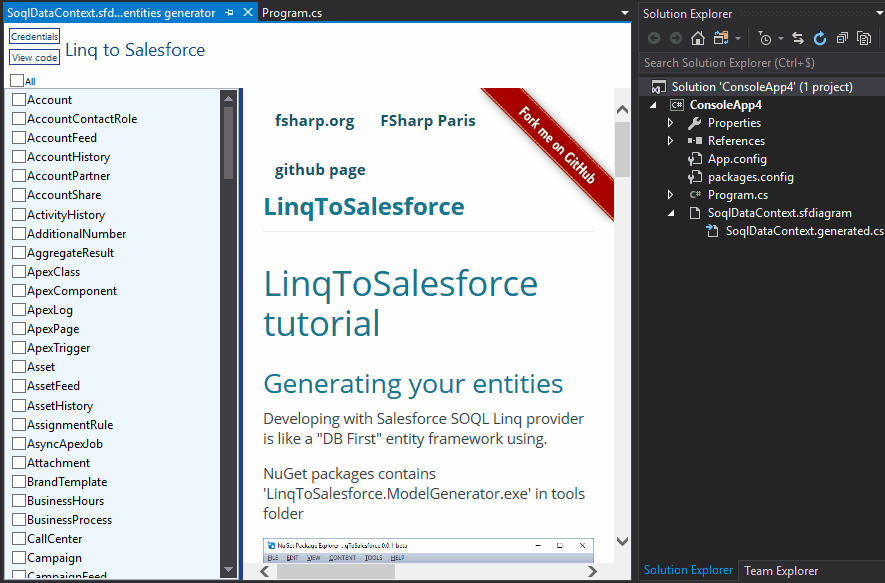 SoqlDataContext.sfd...entities generator
Program.cs
Credentials
View code
Linq to Salesforce
All
Account
AccountContactRole
AccountFeed
AccountHistory
AccountPartner
AccountShare
ActivityHistory
AdditionalNumber
AggregateResult
ApexClass
ApexComponent
ApexLog
ApexPage
ApexTrigger
Asset
AssetFeed
AssetHistory
AssignmentRule
AsyncApexJob
Attachment
BrandTemplate
BusinessHours
BusinessProcess
CallCenter
Campaign
CampaignFeed
fsharp.org FSharp Paris
github page
Fork me on GitHub
LinqToSalesforce
LinqToSalesforce
tutorial
Generating your entities
Developing with Salesforce SOQL Linq provider
is like a "DB First" entity framework using.
NuGet packages contains
'LinqToSalesforce.ModelGenerator.exe' in tools
folder
NuGet Package Explorer ...qToSalesforce 0.0.1 beta
FILE EDIT VIEW CONTENT TOOLS HELP
Solution Explorer
Search Solution Explorer (Ctrl+$)
Solution 'ConsoleApp4' (1 project)
C# ConsoleApp4
Properties
References
App.config
packages.config
C# Program.cs
SoqlDataContext.sfdiagram
SoqlDataContext.generated.cs
Solution Explorer Team Explorer